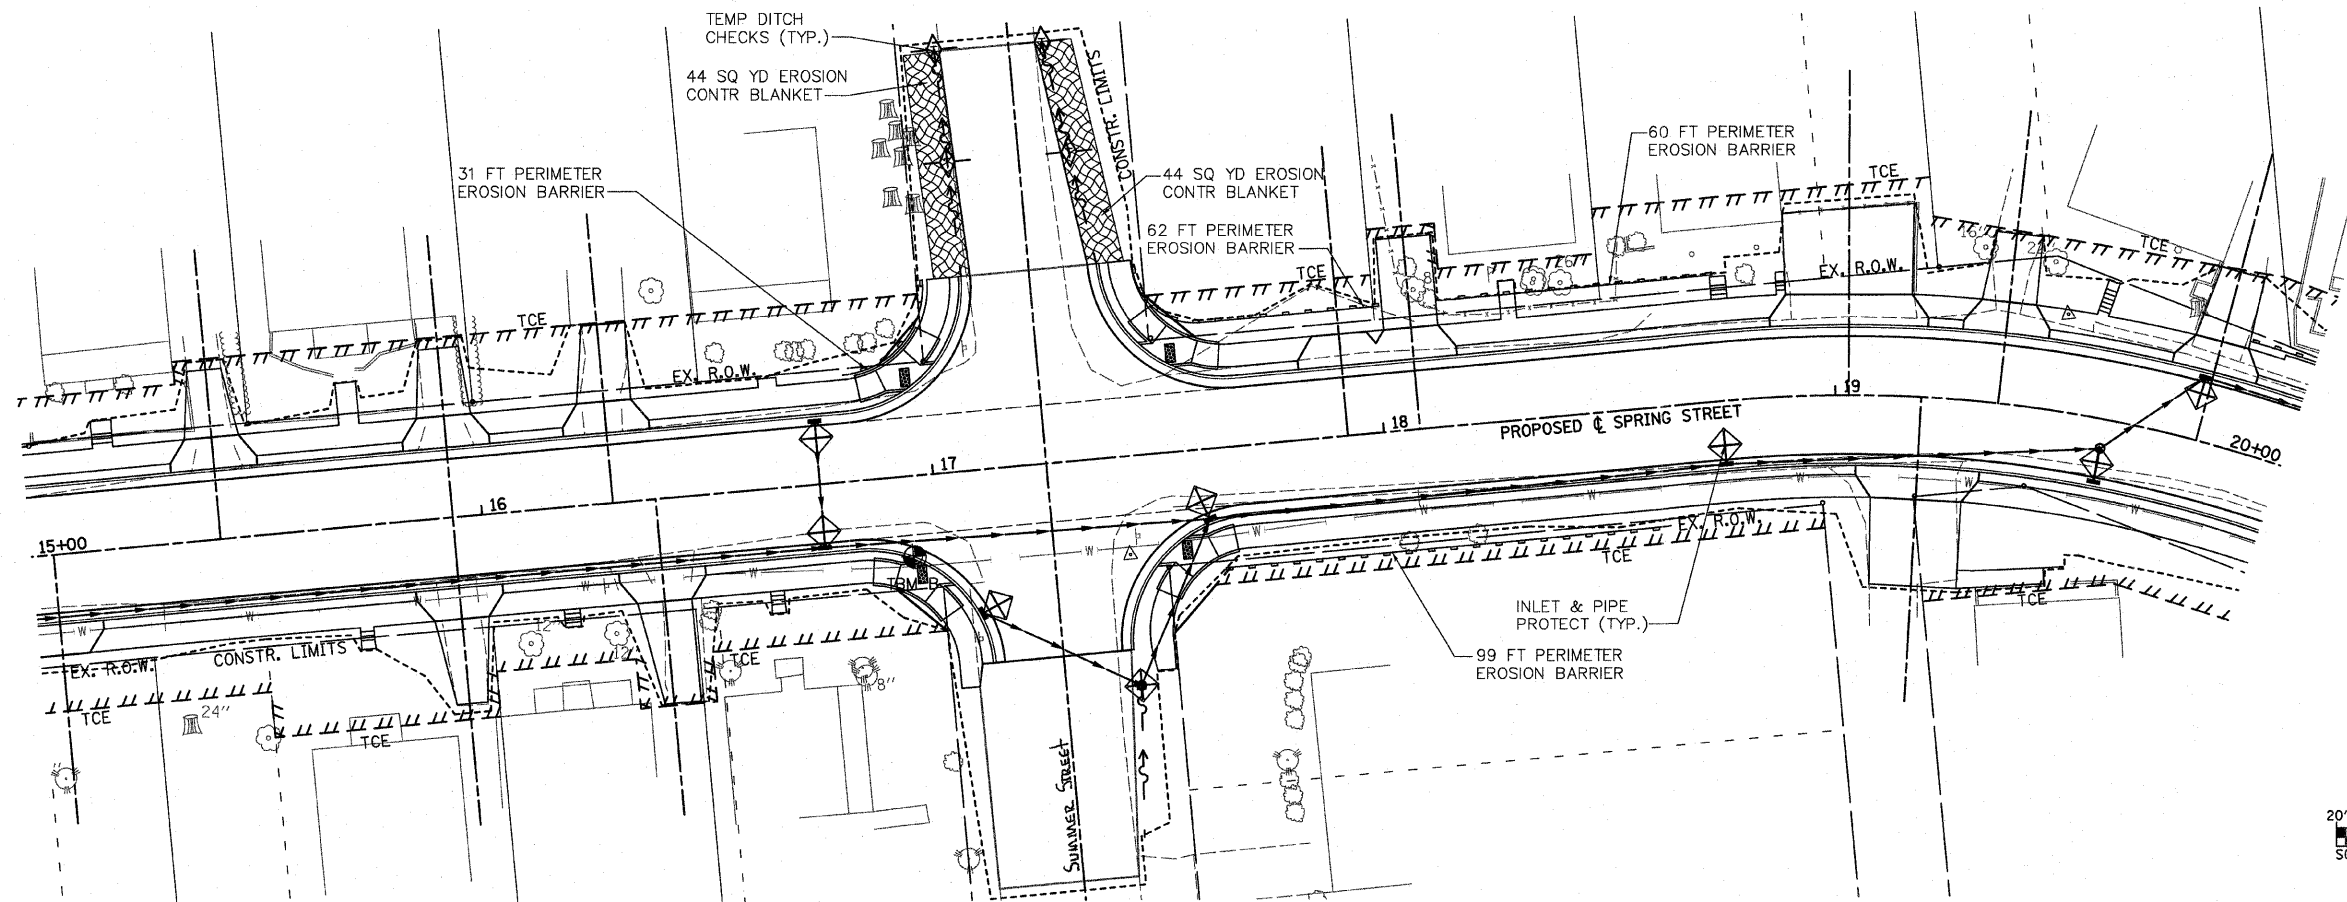 TEMP DITCH
CHECKS (TYP.)
44 SQ YD EROSION
CONTR BLANKET
CONSTR. LIMITS
31 FT PERIMETER
EROSION BARRIER
44 SQ YD EROSION
CONTR BLANKET
62 FT PERIMETER
EROSION BARRIER
60 FT PERIMETER
EROSION BARRIER
TCE
TCE
TCE
TCE
16"
EX. R.O.W.
EX. R.O.W.
15+00
16
17
18
19
20+00
PROPOSED ℄ SPRING STREET
W
W
W
W
W
W
W
W
W
TBM B
EX. R.O.W.
TCE
INLET & PIPE
PROTECT (TYP.)
99 FT PERIMETER
EROSION BARRIER
TCE
EX. R.O.W.
CONSTR. LIMITS
12"
12"
TCE
8"
TCE
24"
TCE
SUMMER STREET
20'